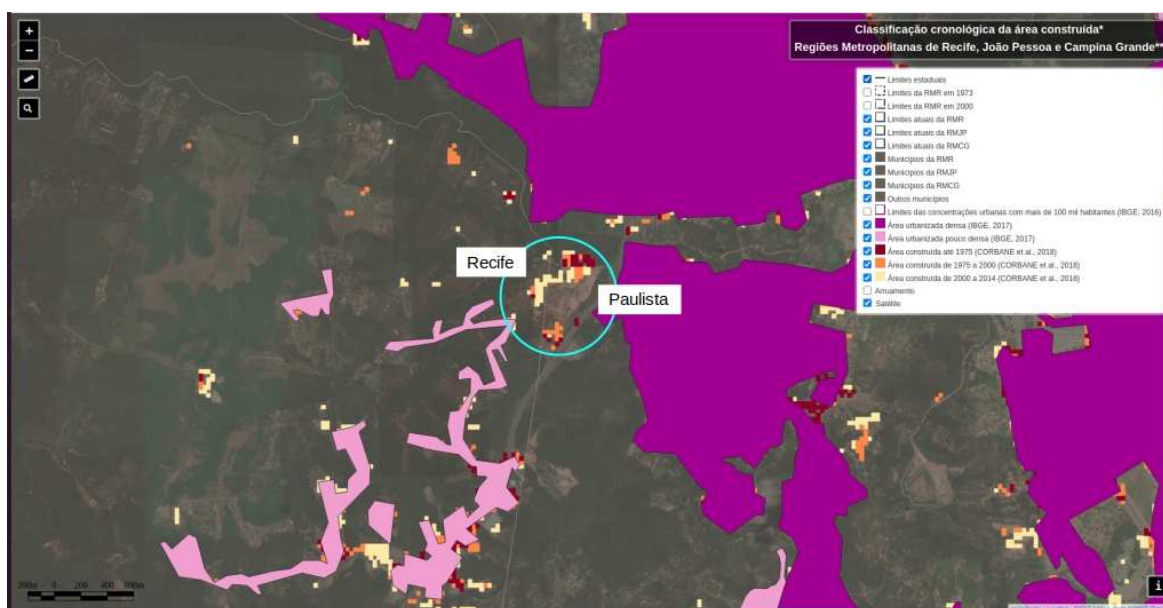 Classificação cronológica da área construída*
Regiões Metropolitanas de Recife, João Pessoa e Campina Grande**
+
−
Limites estaduais
Limites da RMR em 1973
Limites da RMR em 2000
Limites atuais da RMR
Limites atuais da RMJP
Limites atuais da RMCG
Municípios da RMR
Municípios da RMJP
Municípios da RMCG
Outros municípios
Limites das concentrações urbanas com mais de 100 mil habitantes (IBGE, 2016)
Área urbanizada densa (IBGE, 2017)
Área urbanizada pouco densa (IBGE, 2017)
Área construída até 1975 (CORBANE et al., 2018)
Área construída de 1975 a 2000 (CORBANE et al., 2018)
Área construída de 2000 a 2014 (CORBANE et al., 2018)
Arruamento
Satélite
Recife
Paulista
0 200 400
i